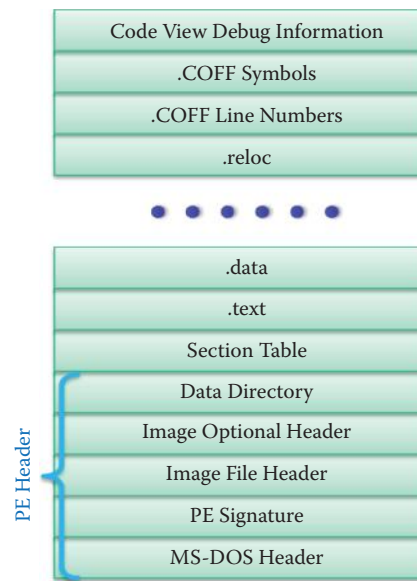 Code View Debug Information
.COFF Symbols
.COFF Line Numbers
.reloc
.data
.text
Section Table
Data Directory
Image Optional Header
Image File Header
PE Signature
MS-DOS Header
PE Header